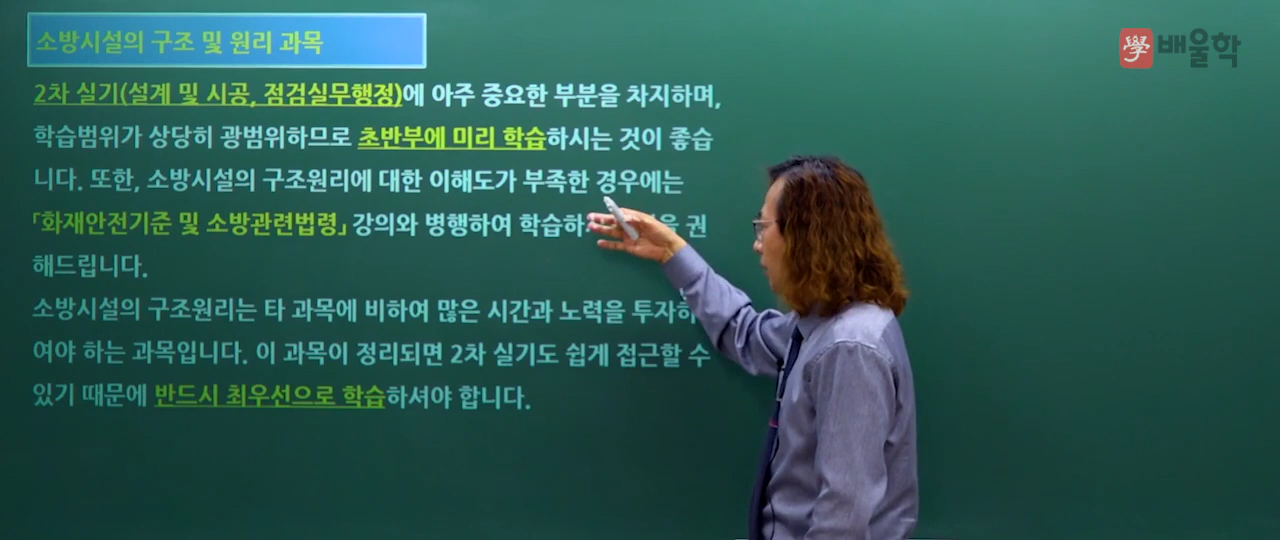 소방시설의 구조 및 원리 과목
學 배울학
2차 실기(설계 및 시공, 점검실무행정)에 아주 중요한 부분을 차지하며,
학습범위가 상당히 광범위하므로 초반부에 미리 학습하시는 것이 좋습
니다. 또한, 소방시설의 구조원리에 대한 이해도가 부족한 경우에는
「화재안전기준 및 소방관련법령」 강의와 병행하여 학습하 권
해드립니다.
소방시설의 구조원리는 타 과목에 비하여 많은 시간과 노력을 투자하
여야 하는 과목입니다. 이 과목이 정리되면 2차 실기도 쉽게 접근할 수
있기 때문에 반드시 최우선으로 학습하셔야 합니다.